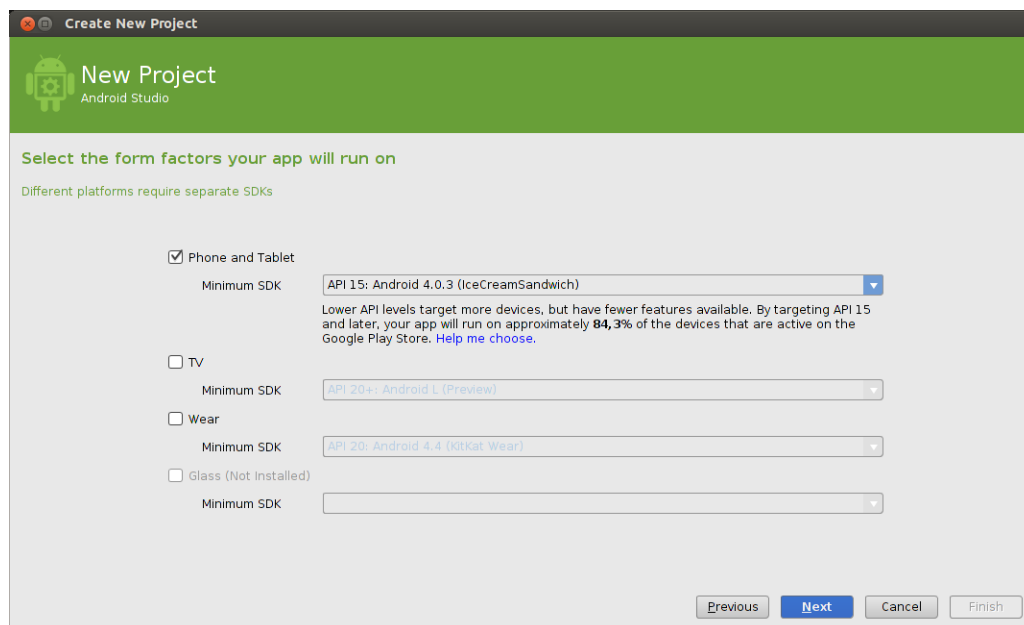 Create New Project
New Project
Android Studio
Select the form factors your app will run on
Different platforms require separate SDKs
Phone and Tablet
Minimum SDK API 15: Android 4.0.3 (IceCreamSandwich)
Lower API levels target more devices, but have fewer features available. By targeting API 15
and later, your app will run on approximately 84,3% of the devices that are active on the
Google Play Store. Help me choose.
TV
Minimum SDK API 20+: Android L (Preview)
Wear
Minimum SDK API 20: Android 4.4 (KitKat Wear)
Glass (Not Installed)
Minimum SDK
Previous Next Cancel Finish